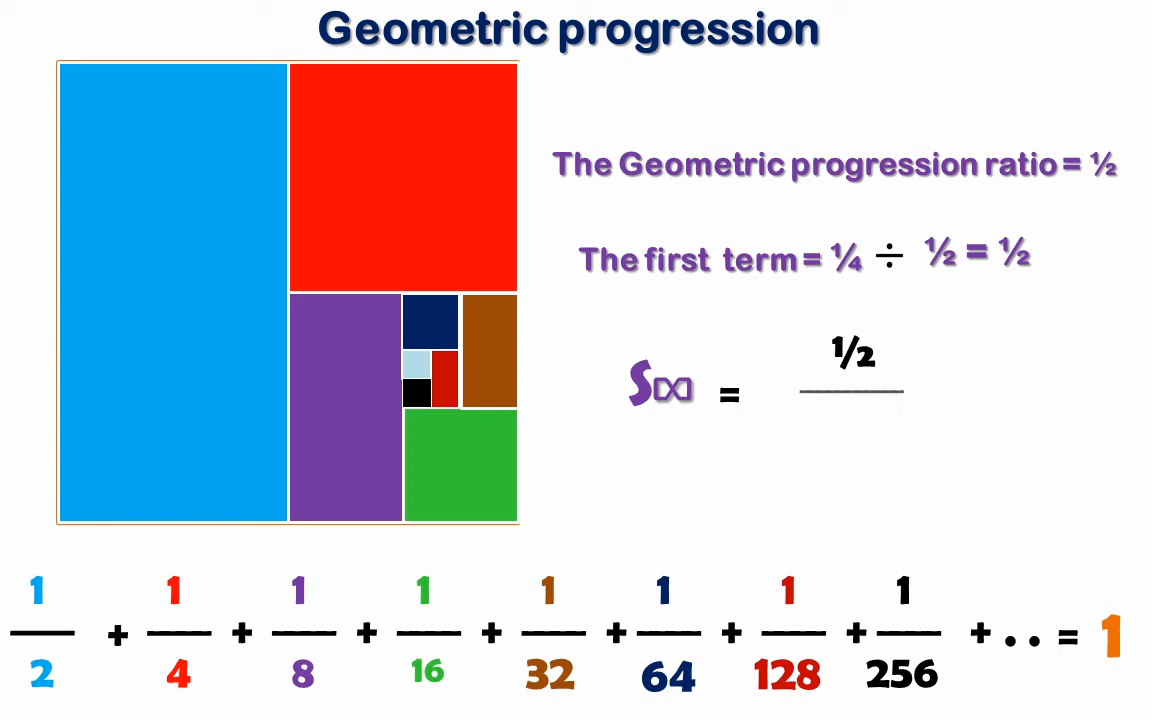 Geometric progression
The Geometric progression ratio = ½
The first term = ¼ ÷ ½ = ½
½
S∞ =
1 1 1 1 1 1 1 1
+ + + + + + + + . . = 1
2 4 8 16 32 64 128 256